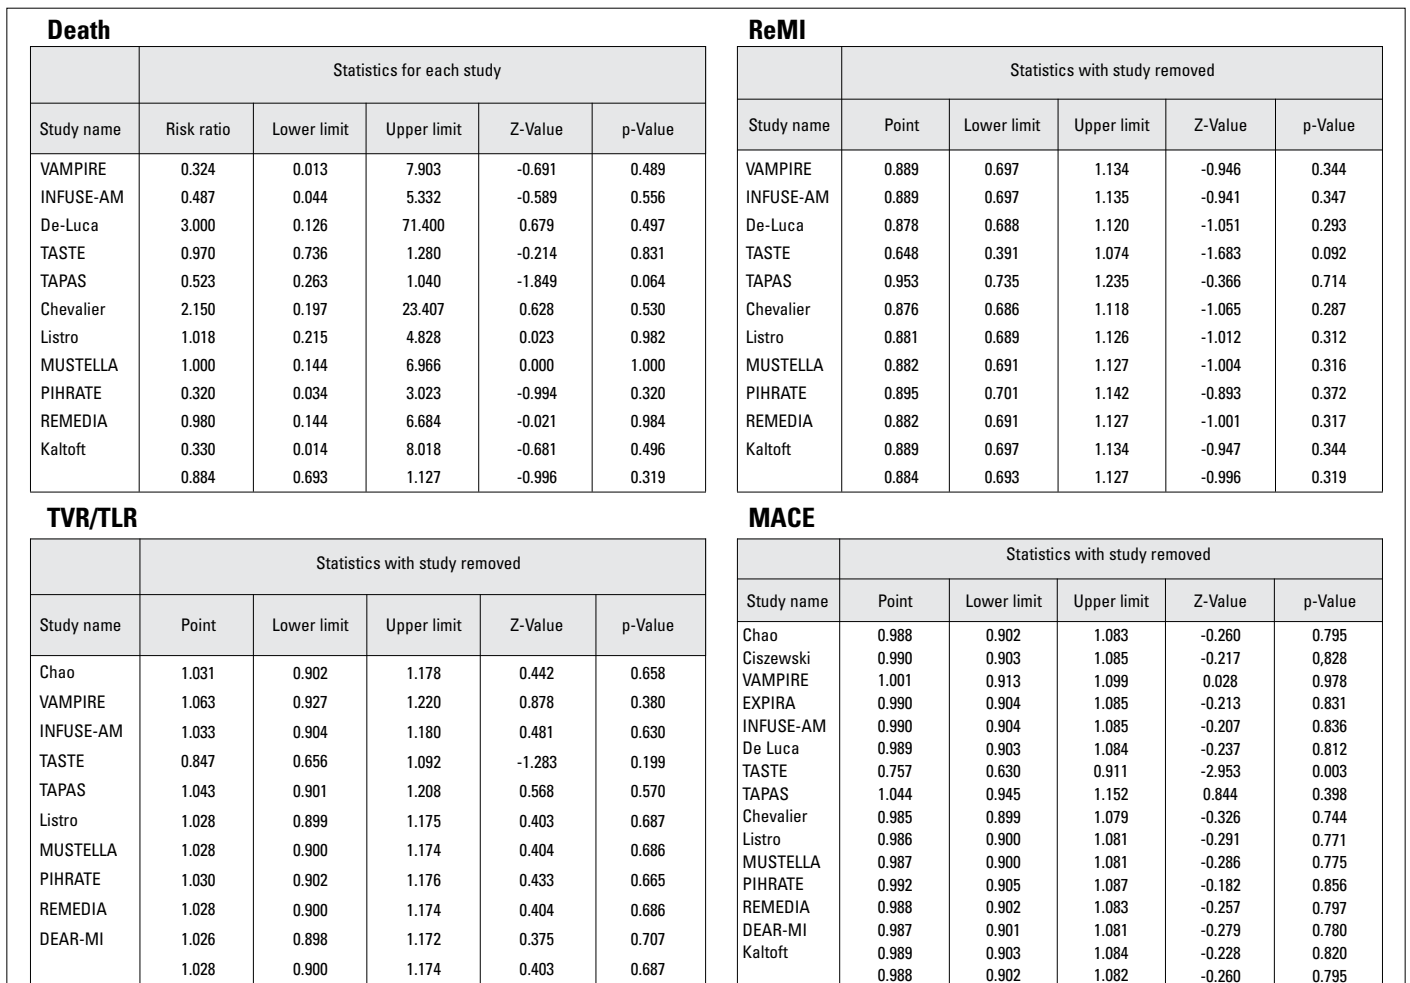 Death
Statistics for each study
Study name Risk ratio Lower limit Upper limit Z-Value p-Value
VAMPIRE 0.324 0.013 7.903 -0.691 0.489
INFUSE-AM 0.487 0.044 5.332 -0.589 0.556
De-Luca 3.000 0.126 71.400 0.679 0.497
TASTE 0.970 0.736 1.280 -0.214 0.831
TAPAS 0.523 0.263 1.040 -1.849 0.064
Chevalier 2.150 0.197 23.407 0.628 0.530
Listro 1.018 0.215 4.828 0.023 0.982
MUSTELLA 1.000 0.144 6.966 0.000 1.000
PIHRATE 0.320 0.034 3.023 -0.994 0.320
REMEDIA 0.980 0.144 6.684 -0.021 0.984
Kaltoft 0.330 0.014 8.018 -0.681 0.496
0.884 0.693 1.127 -0.996 0.319
ReMI
Statistics with study removed
Study name Point Lower limit Upper limit Z-Value p-Value
VAMPIRE 0.889 0.697 1.134 -0.946 0.344
INFUSE-AM 0.889 0.697 1.135 -0.941 0.347
De-Luca 0.878 0.688 1.120 -1.051 0.293
TASTE 0.648 0.391 1.074 -1.683 0.092
TAPAS 0.953 0.735 1.235 -0.366 0.714
Chevalier 0.876 0.686 1.118 -1.065 0.287
Listro 0.881 0.689 1.126 -1.012 0.312
MUSTELLA 0.882 0.691 1.127 -1.004 0.316
PIHRATE 0.895 0.701 1.142 -0.893 0.372
REMEDIA 0.882 0.691 1.127 -1.001 0.317
Kaltoft 0.889 0.697 1.134 -0.947 0.344
0.884 0.693 1.127 -0.996 0.319
TVR/TLR
Statistics with study removed
Study name Point Lower limit Upper limit Z-Value p-Value
Chao 1.031 0.902 1.178 0.442 0.658
VAMPIRE 1.063 0.927 1.220 0.878 0.380
INFUSE-AM 1.033 0.904 1.180 0.481 0.630
TASTE 0.847 0.656 1.092 -1.283 0.199
TAPAS 1.043 0.901 1.208 0.568 0.570
Listro 1.028 0.899 1.175 0.403 0.687
MUSTELLA 1.028 0.900 1.174 0.404 0.686
PIHRATE 1.030 0.902 1.176 0.433 0.665
REMEDIA 1.028 0.900 1.174 0.404 0.686
DEAR-MI 1.026 0.898 1.172 0.375 0.707
1.028 0.900 1.174 0.403 0.687
MACE
Statistics with study removed
Study name Point Lower limit Upper limit Z-Value p-Value
Chao 0.988 0.902 1.083 -0.260 0.795
Ciszewski 0.990 0.903 1.085 -0.217 0,828
VAMPIRE 1.001 0.913 1.099 0.028 0.978
EXPIRA 0.990 0.904 1.085 -0.213 0.831
INFUSE-AM 0.990 0.904 1.085 -0.207 0.836
De Luca 0.989 0.903 1.084 -0.237 0.812
TASTE 0.757 0.630 0.911 -2.953 0.003
TAPAS 1.044 0.945 1.152 0.844 0.398
Chevalier 0.985 0.899 1.079 -0.326 0.744
Listro 0.986 0.900 1.081 -0.291 0.771
MUSTELLA 0.987 0.900 1.081 -0.286 0.775
PIHRATE 0.992 0.905 1.087 -0.182 0.856
REMEDIA 0.988 0.902 1.083 -0.257 0.797
DEAR-MI 0.987 0.901 1.081 -0.279 0.780
Kaltoft 0.989 0.903 1.084 -0.228 0.820
0.988 0.902 1.082 -0.260 0.795